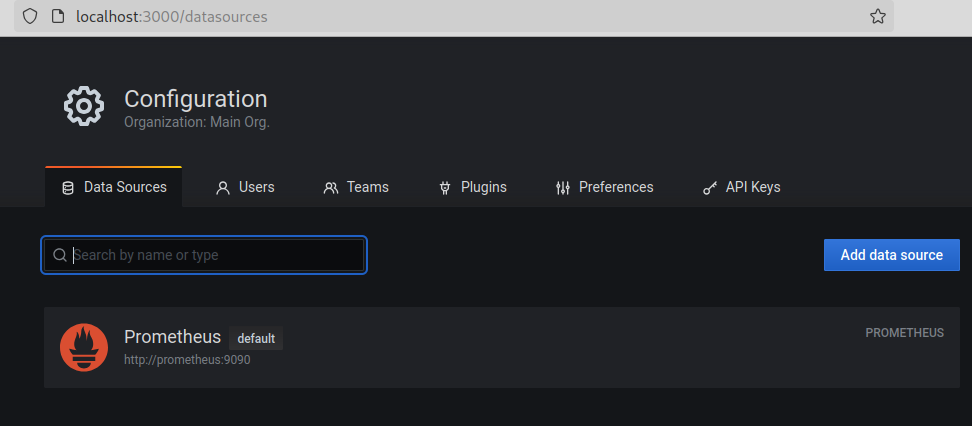 localhost:3000/datasources
Configuration
Organization: Main Org.
Data Sources Users Teams Plugins Preferences API Keys
Search by name or type Add data source
Prometheus default PROMETHEUS
http://prometheus:9090